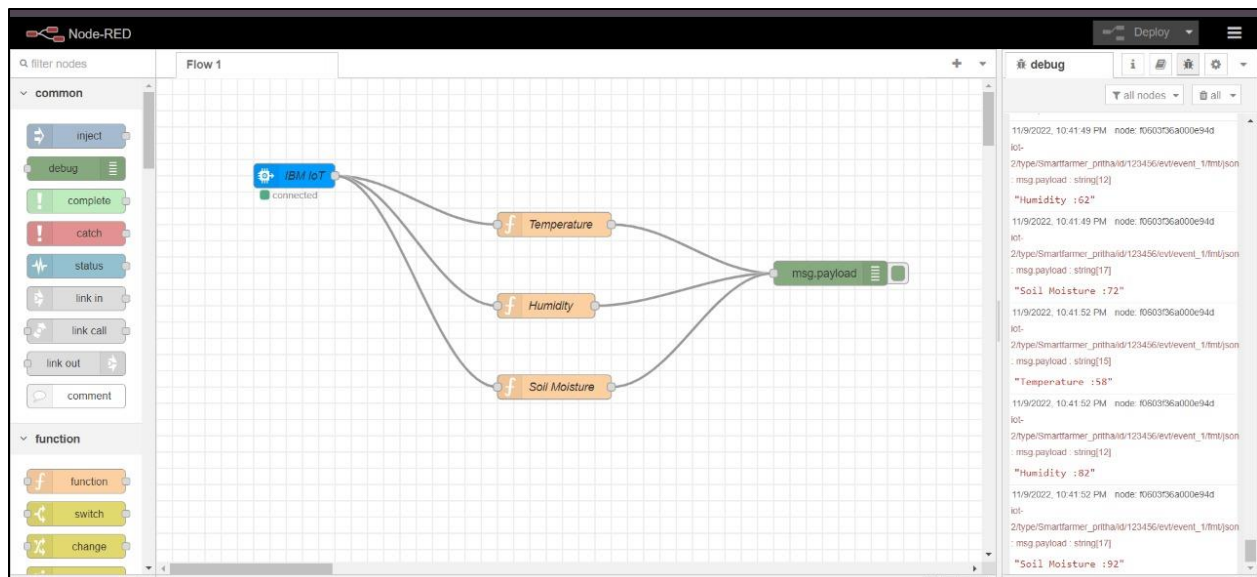 Node-RED
Deploy
filter nodes
Flow 1
debug
i
all nodes
all
common
inject
debug
complete
catch
status
link in
link call
link out
comment
function
function
switch
change
IBM IoT
connected
Temperature
Humidity
Soil Moisture
msg.payload
11/9/2022, 10:41:49 PM node: f0603f36a000e94d
iot-
2/type/Smartfarmer_pritha/id/123456/evt/event_1/fmt/json
: msg.payload : string[12]
"Humidity :62"
11/9/2022, 10:41:49 PM node: f0603f36a000e94d
iot-
2/type/Smartfarmer_pritha/id/123456/evt/event_1/fmt/json
: msg.payload : string[17]
"Soil Moisture :72"
11/9/2022, 10:41:52 PM node: f0603f36a000e94d
iot-
2/type/Smartfarmer_pritha/id/123456/evt/event_1/fmt/json
: msg.payload : string[15]
"Temperature :58"
11/9/2022, 10:41:52 PM node: f0603f36a000e94d
iot-
2/type/Smartfarmer_pritha/id/123456/evt/event_1/fmt/json
: msg.payload : string[12]
"Humidity :82"
11/9/2022, 10:41:52 PM node: f0603f36a000e94d
iot-
2/type/Smartfarmer_pritha/id/123456/evt/event_1/fmt/json
: msg.payload : string[17]
"Soil Moisture :92"